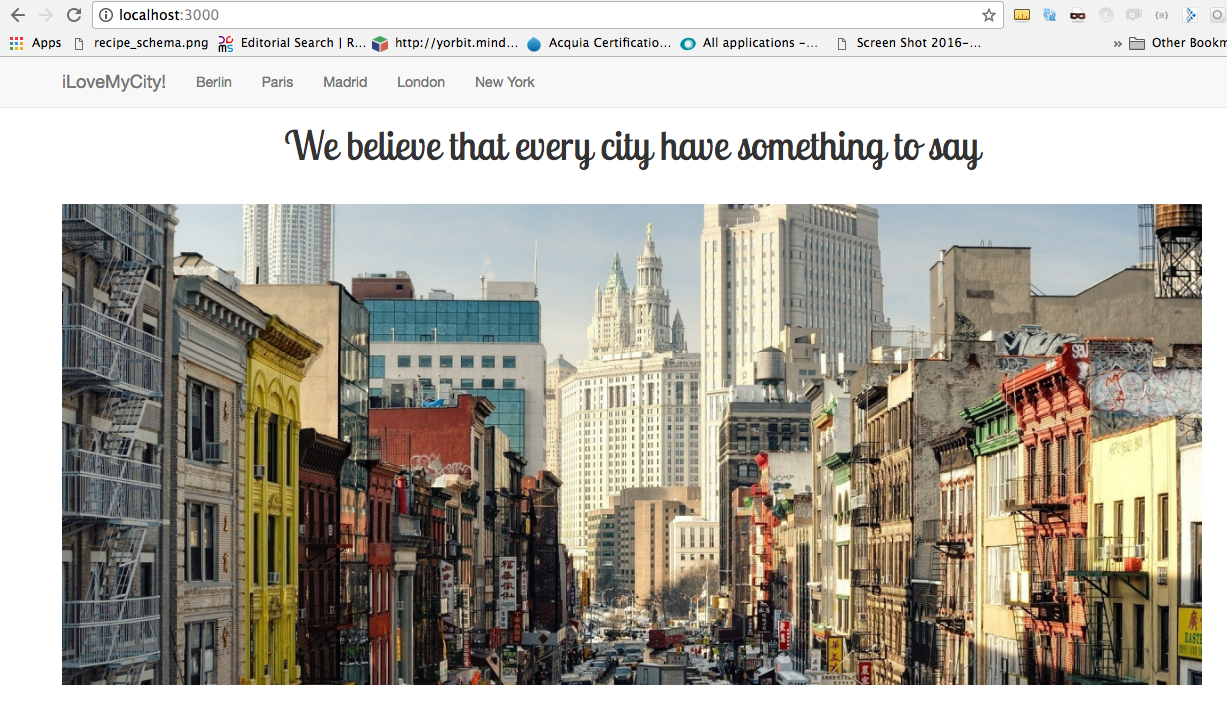 localhost:3000
Apps recipe_schema.png Editorial Search | R... http://yorbit.mind... Acquia Certificatio... All applications -... Screen Shot 2016-... » Other Bookm
iLoveMyCity! Berlin Paris Madrid London New York
We believe that every city have something to say